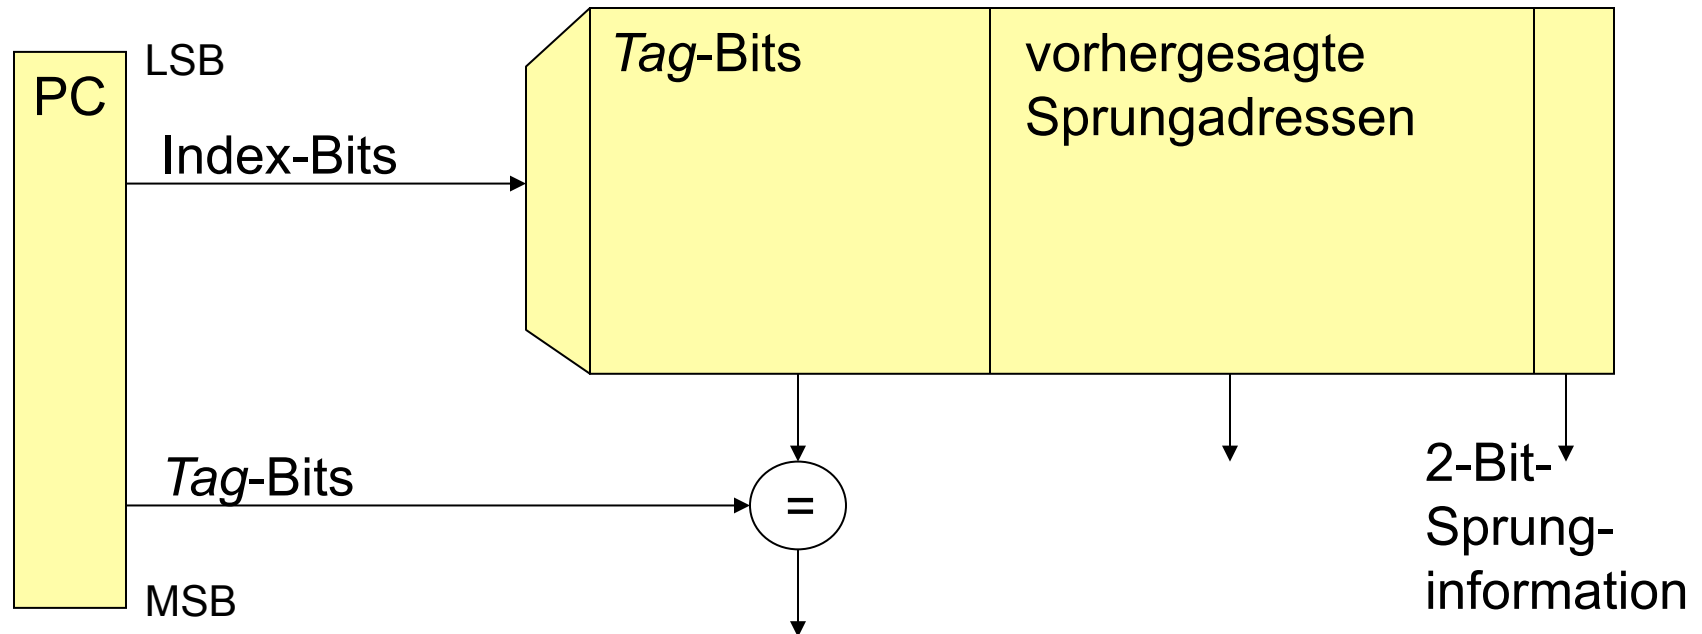 PC
LSB
Index-Bits
Tag-Bits
MSB
Tag-Bits
vorhergesagte
Sprungadressen
=
2-Bit-
Sprung-
information